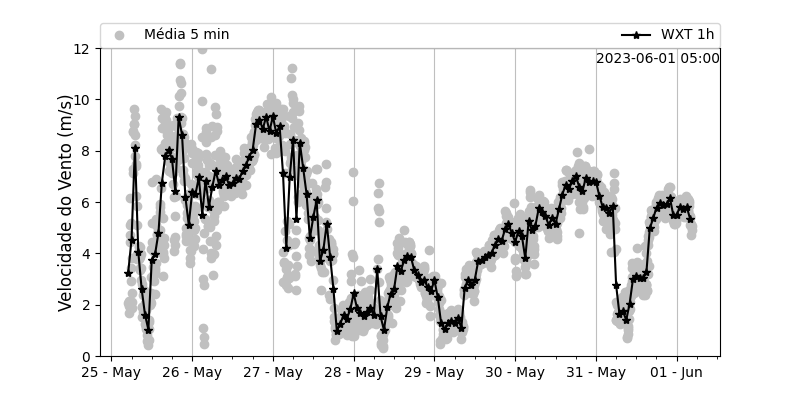 Média 5 min
WXT 1h
2023-06-01 05:00
Velocidade do Vento (m/s)
12
10
8
6
4
2
0
25 - May
26 - May
27 - May
28 - May
29 - May
30 - May
31 - May
01 - Jun